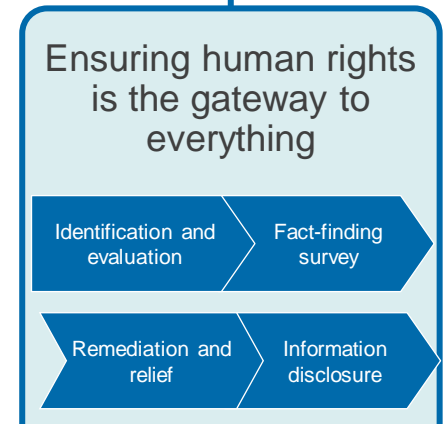 Ensuring human rights
is the gateway to
everything
Identification and
evaluation
Fact-finding
survey
Remediation and
relief
Information
disclosure